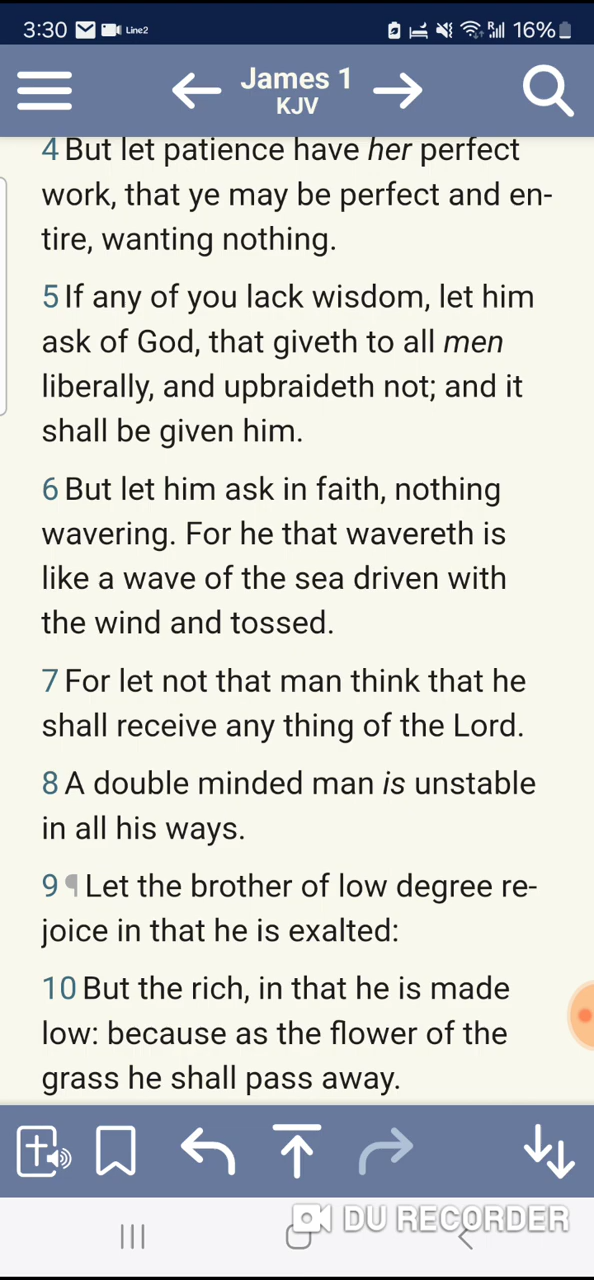 3:30 Line2 16%
James 1
KJV
4 But let patience have her perfect
work, that ye may be perfect and en-
tire, wanting nothing.
5 If any of you lack wisdom, let him
ask of God, that giveth to all men
liberally, and upbraideth not; and it
shall be given him.
6 But let him ask in faith, nothing
wavering. For he that wavereth is
like a wave of the sea driven with
the wind and tossed.
7 For let not that man think that he
shall receive any thing of the Lord.
8 A double minded man is unstable
in all his ways.
9 ¶ Let the brother of low degree re-
joice in that he is exalted:
10 But the rich, in that he is made
low: because as the flower of the
grass he shall pass away.
DU RECORDER